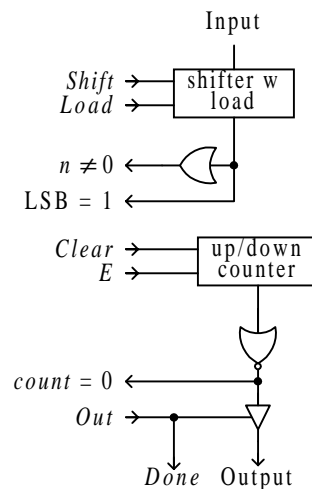 Input
Shift
Load
shifter w
load
n ≠ 0
LSB = 1
Clear
E
up/down
counter
count = 0
Out
Done
Output